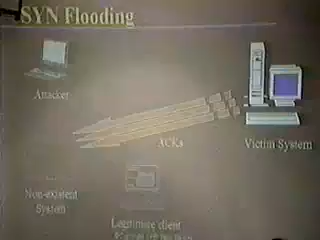 SYN Flooding
Attacker
ACKs
Victim System
Non-existent
System
Legitimate client